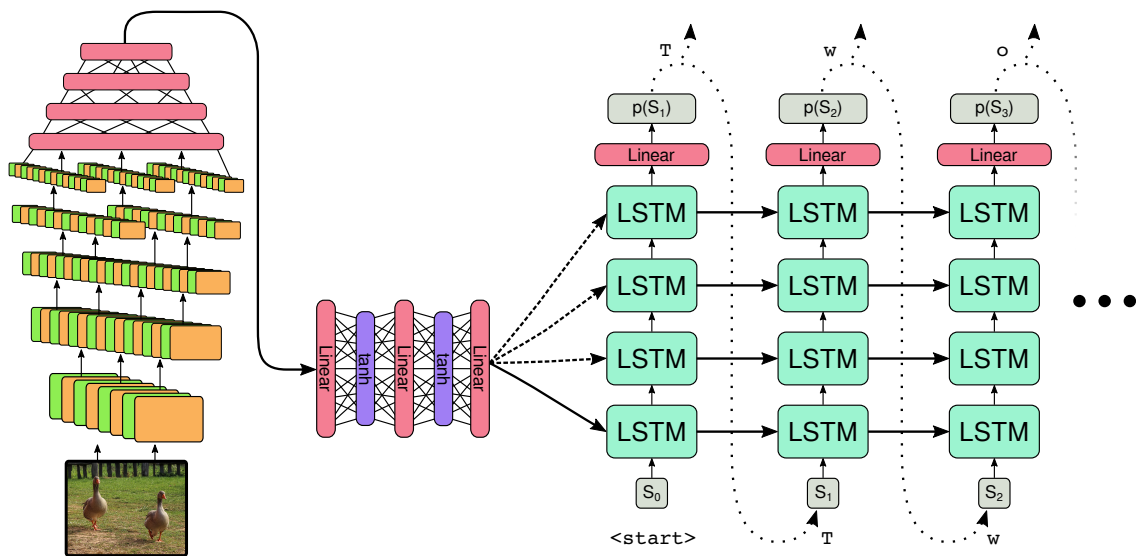 T
w
o
p(S₁)
p(S₂)
p(S₃)
Linear
Linear
Linear
LSTM
LSTM
LSTM
LSTM
LSTM
LSTM
Linear
tanh
Linear
tanh
Linear
LSTM
LSTM
LSTM
LSTM
LSTM
LSTM
S₀
S₁
S₂
<start>
T
w